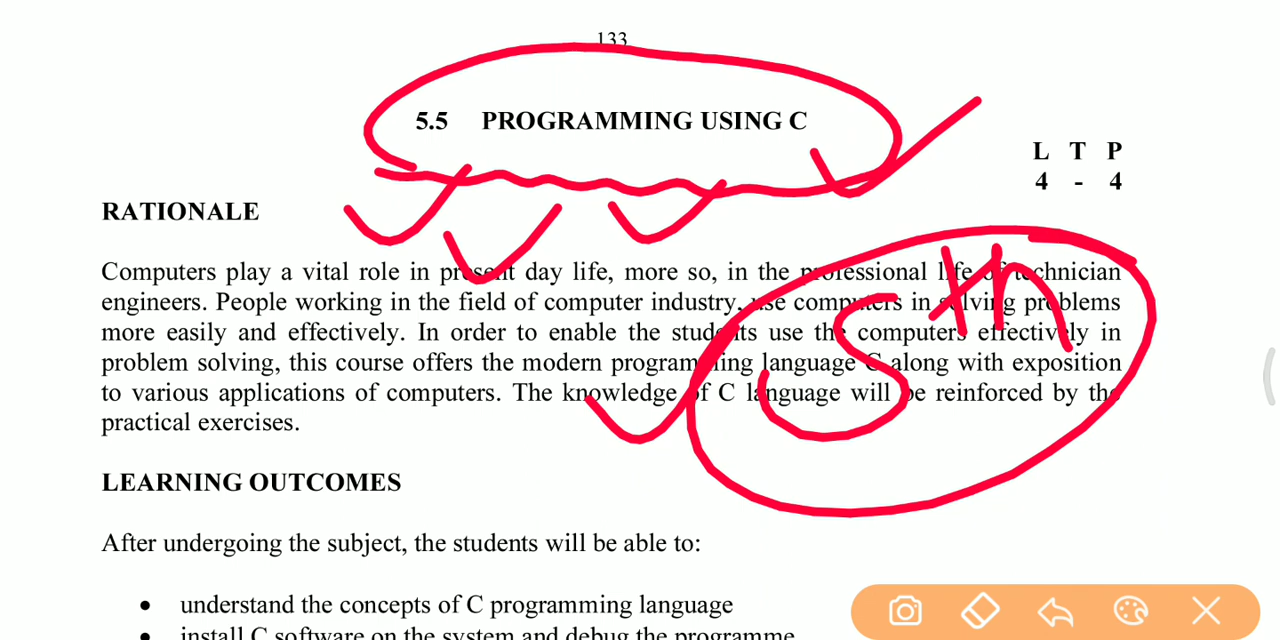 133
5.5 PROGRAMMING USING C
L T P
4 - 4
RATIONALE
Computers play a vital role in present day life, more so, in the professional life of technician
engineers. People working in the field of computer industry, use computers in solving problems
more easily and effectively. In order to enable the students use the computers effectively in
problem solving, this course offers the modern programming language C along with exposition
to various applications of computers. The knowledge of C language will be reinforced by the
practical exercises.
5th
LEARNING OUTCOMES
After undergoing the subject, the students will be able to:
• understand the concepts of C programming language
• install C software on the system and debug the programme